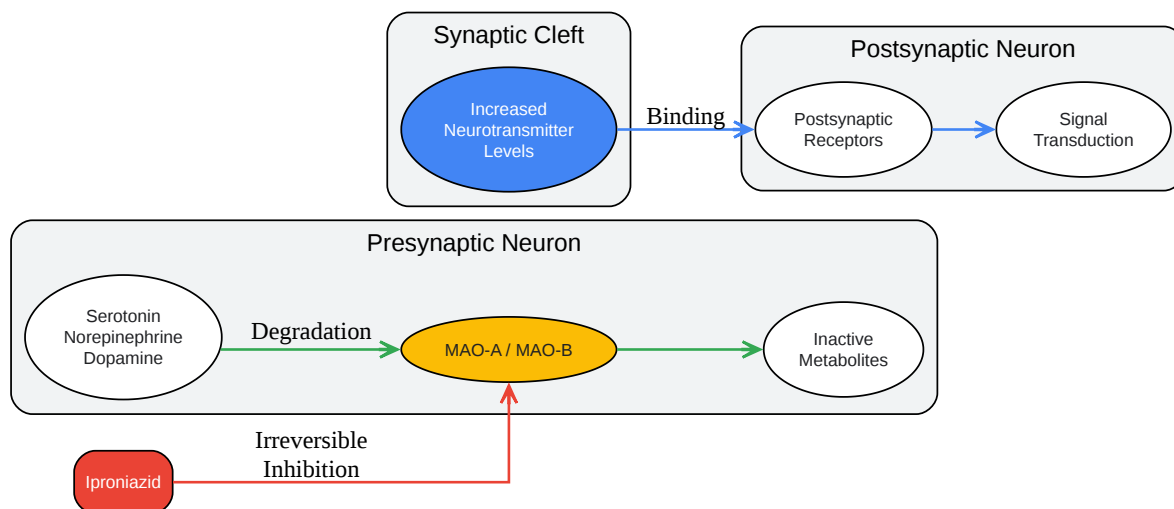 Synaptic Cleft
Increased
Neurotransmitter
Levels
Binding
Postsynaptic Neuron
Postsynaptic
Receptors
Signal
Transduction
Presynaptic Neuron
Serotonin
Norepinephrine
Dopamine
Degradation
MAO-A / MAO-B
Inactive
Metabolites
Irreversible
Inhibition
Iproniazid